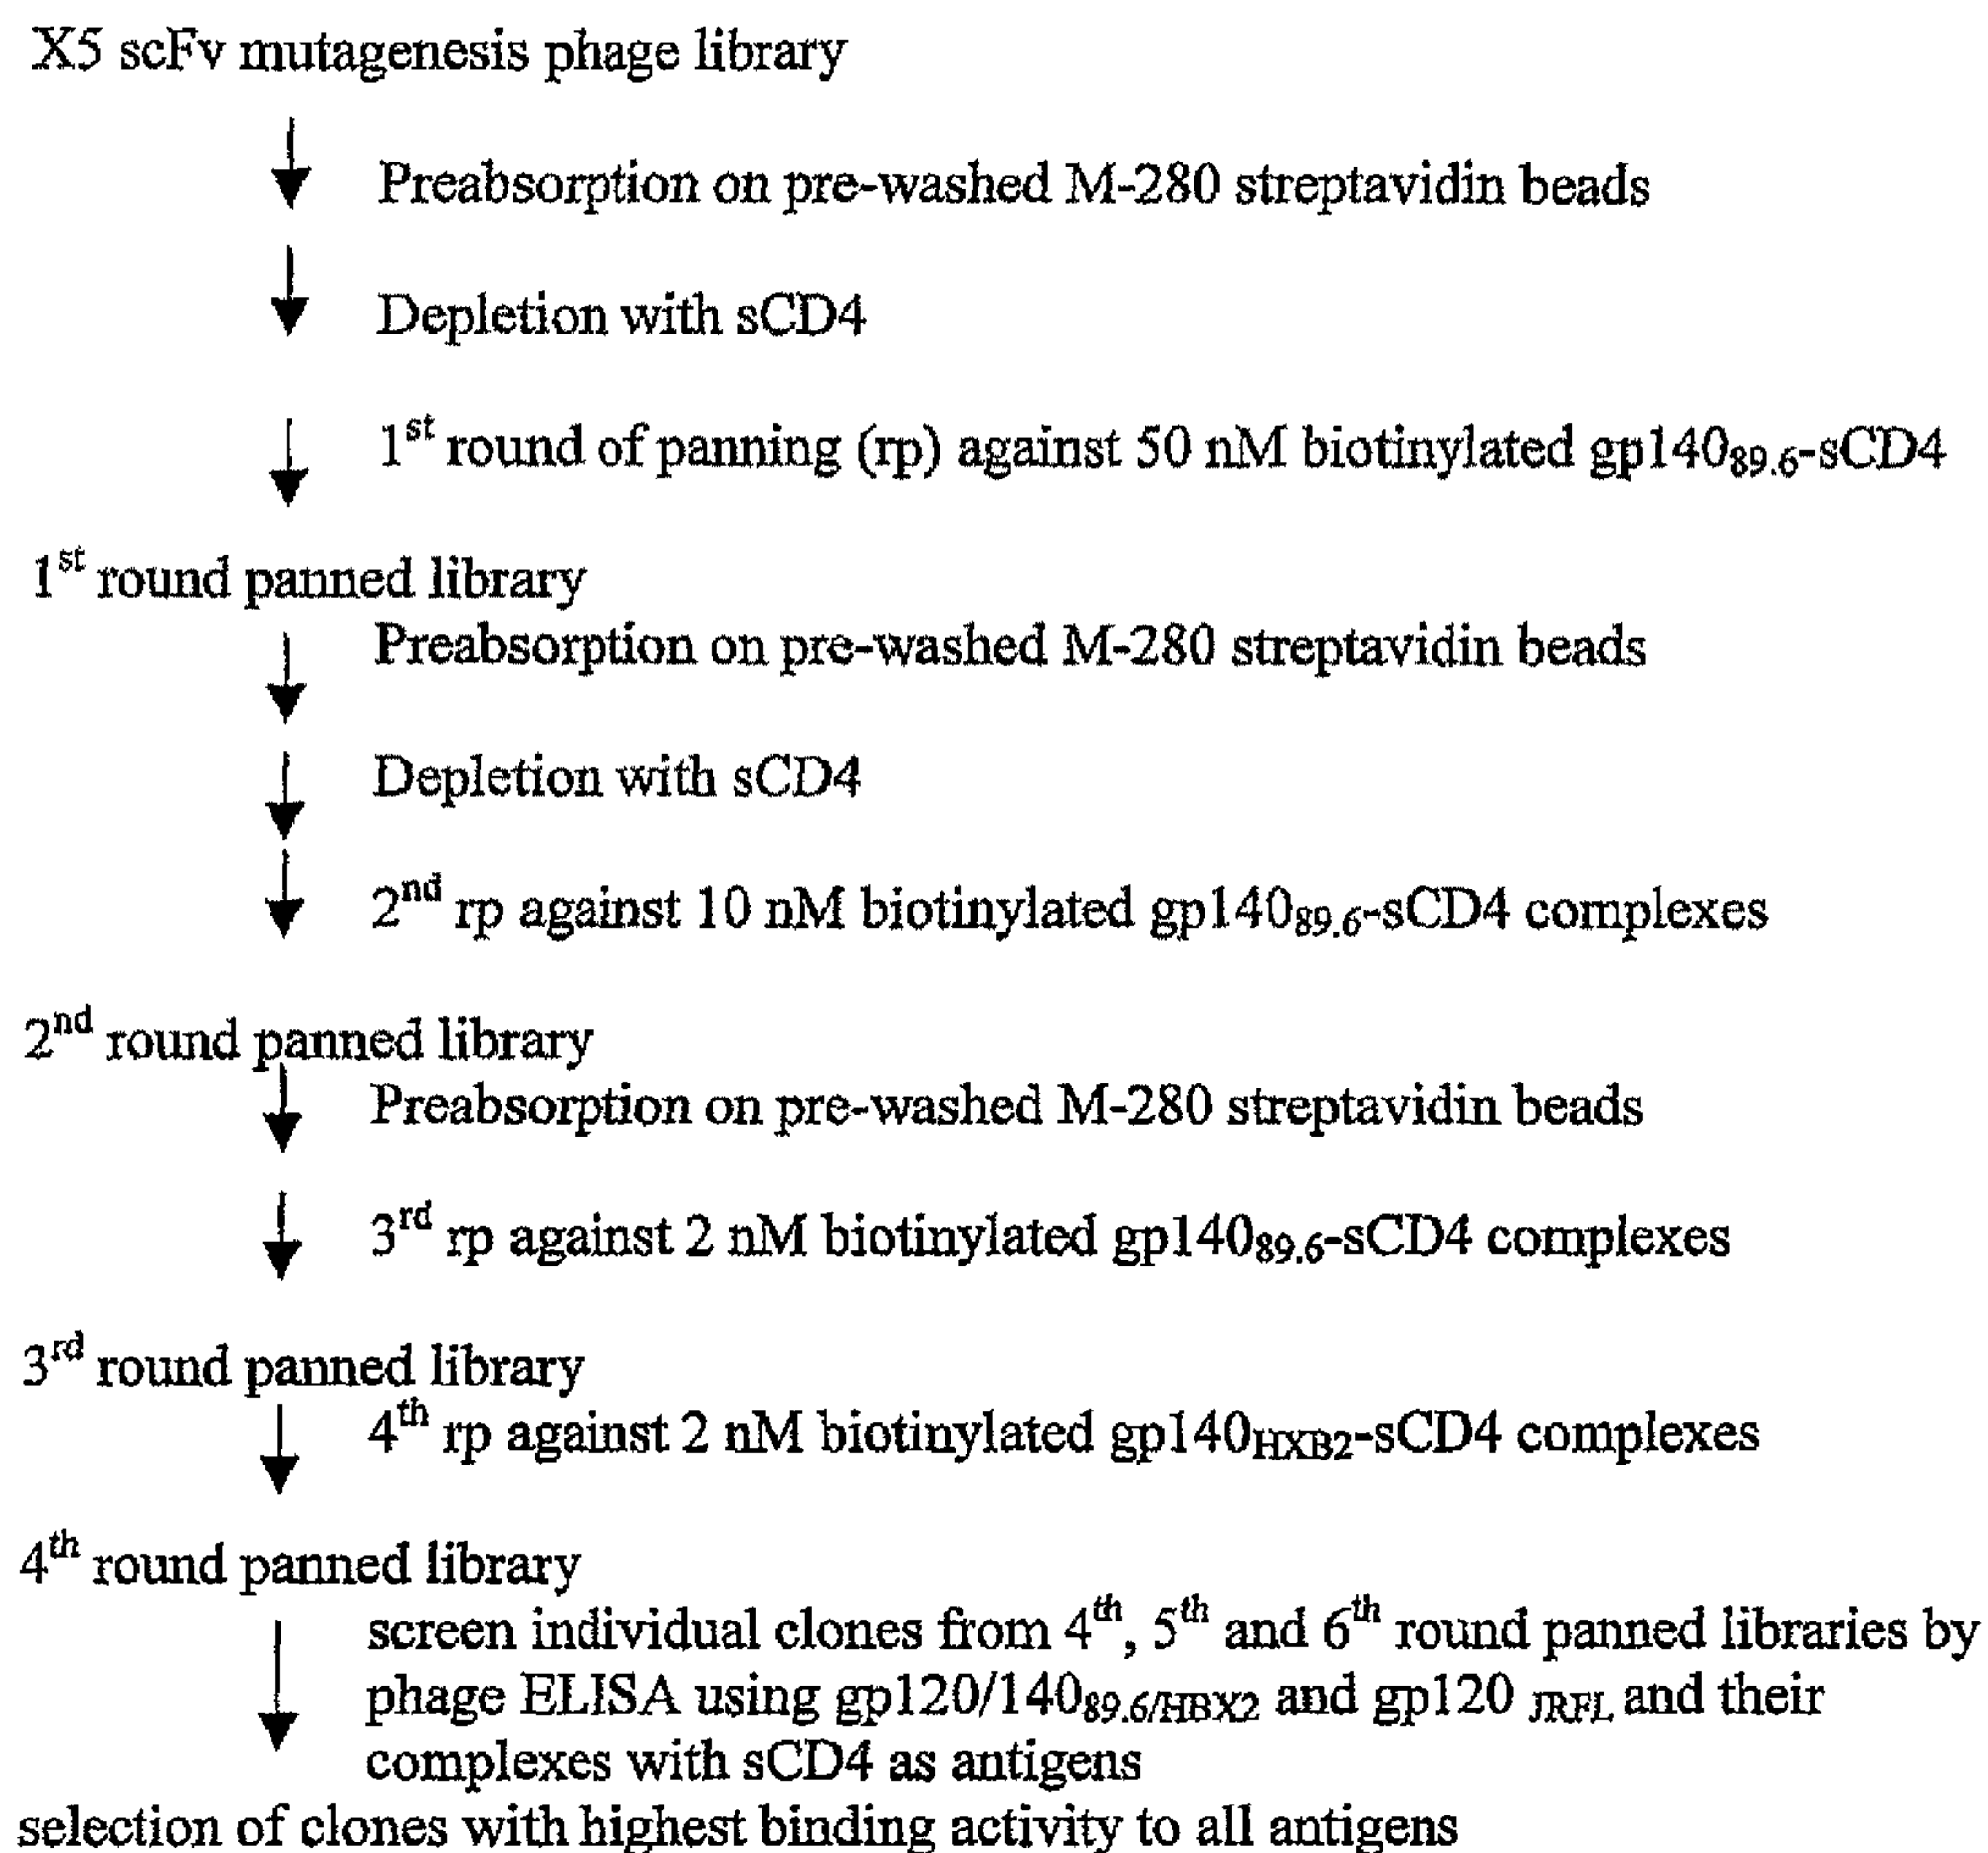 X5 scFv mutagenesis phage library
Preabsorption on pre-washed M-280 streptavidin beads
Depletion with sCD4
1st round of panning (rp) against 50 nM biotinylated gp14089.6-sCD4
1st round panned library
Preabsorption on pre-washed M-280 streptavidin beads
Depletion with sCD4
2nd rp against 10 nM biotinylated gp14089.6-sCD4 complexes
2nd round panned library
Preabsorption on pre-washed M-280 streptavidin beads
3rd rp against 2 nM biotinylated gp14089.6-sCD4 complexes
3rd round panned library
4th rp against 2 nM biotinylated gp140HXB2-sCD4 complexes
4th round panned library
screen individual clones from 4th, 5th and 6th round panned libraries by
phage ELISA using gp120/14089.6/HBX2 and gp120 JRFL and their
complexes with sCD4 as antigens
selection of clones with highest binding activity to all antigens